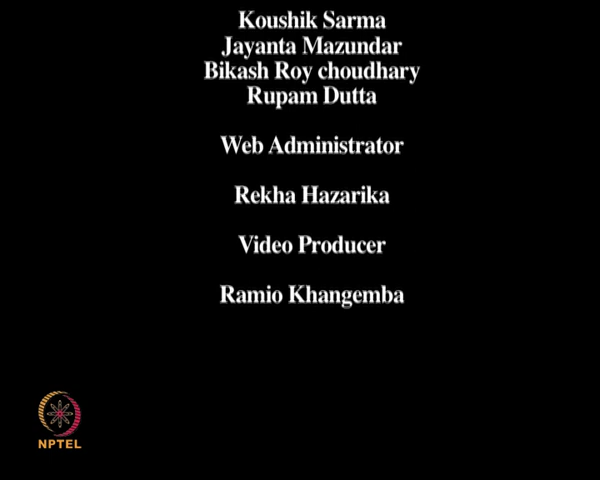 Koushik Sarma
Jayanta Mazundar
Bikash Roy choudhary
Rupam Dutta
Web Administrator
Rekha Hazarika
Video Producer
Ramio Khangemba
NPTEL